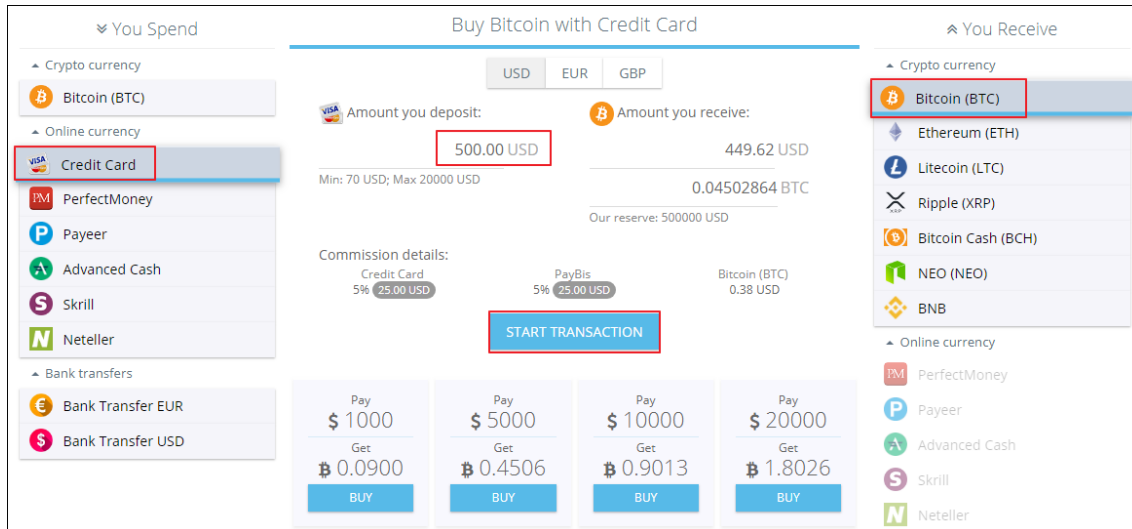 You Spend
Crypto currency
Bitcoin (BTC)
Online currency
VISA Credit Card
PM PerfectMoney
P Payeer
Advanced Cash
S Skrill
N Neteller
Bank transfers
€ Bank Transfer EUR
$ Bank Transfer USD
Buy Bitcoin with Credit Card
USD EUR GBP
VISA Amount you deposit:
500.00 USD
Min: 70 USD; Max 20000 USD
Amount you receive:
449.62 USD
0.04502864 BTC
Our reserve: 500000 USD
Commission details:
Credit Card
5% 25.00 USD
PayBis
5% 25.00 USD
Bitcoin (BTC)
0.38 USD
START TRANSACTION
Pay
$ 1000
Get
₿ 0.0900
BUY
Pay
$ 5000
Get
₿ 0.4506
BUY
Pay
$ 10000
Get
₿ 0.9013
BUY
Pay
$ 20000
Get
₿ 1.8026
BUY
You Receive
Crypto currency
Bitcoin (BTC)
Ethereum (ETH)
Litecoin (LTC)
XRP Ripple (XRP)
Bitcoin Cash (BCH)
NEO (NEO)
BNB
Online currency
PM PerfectMoney
P Payeer
Advanced Cash
S Skrill
N Neteller